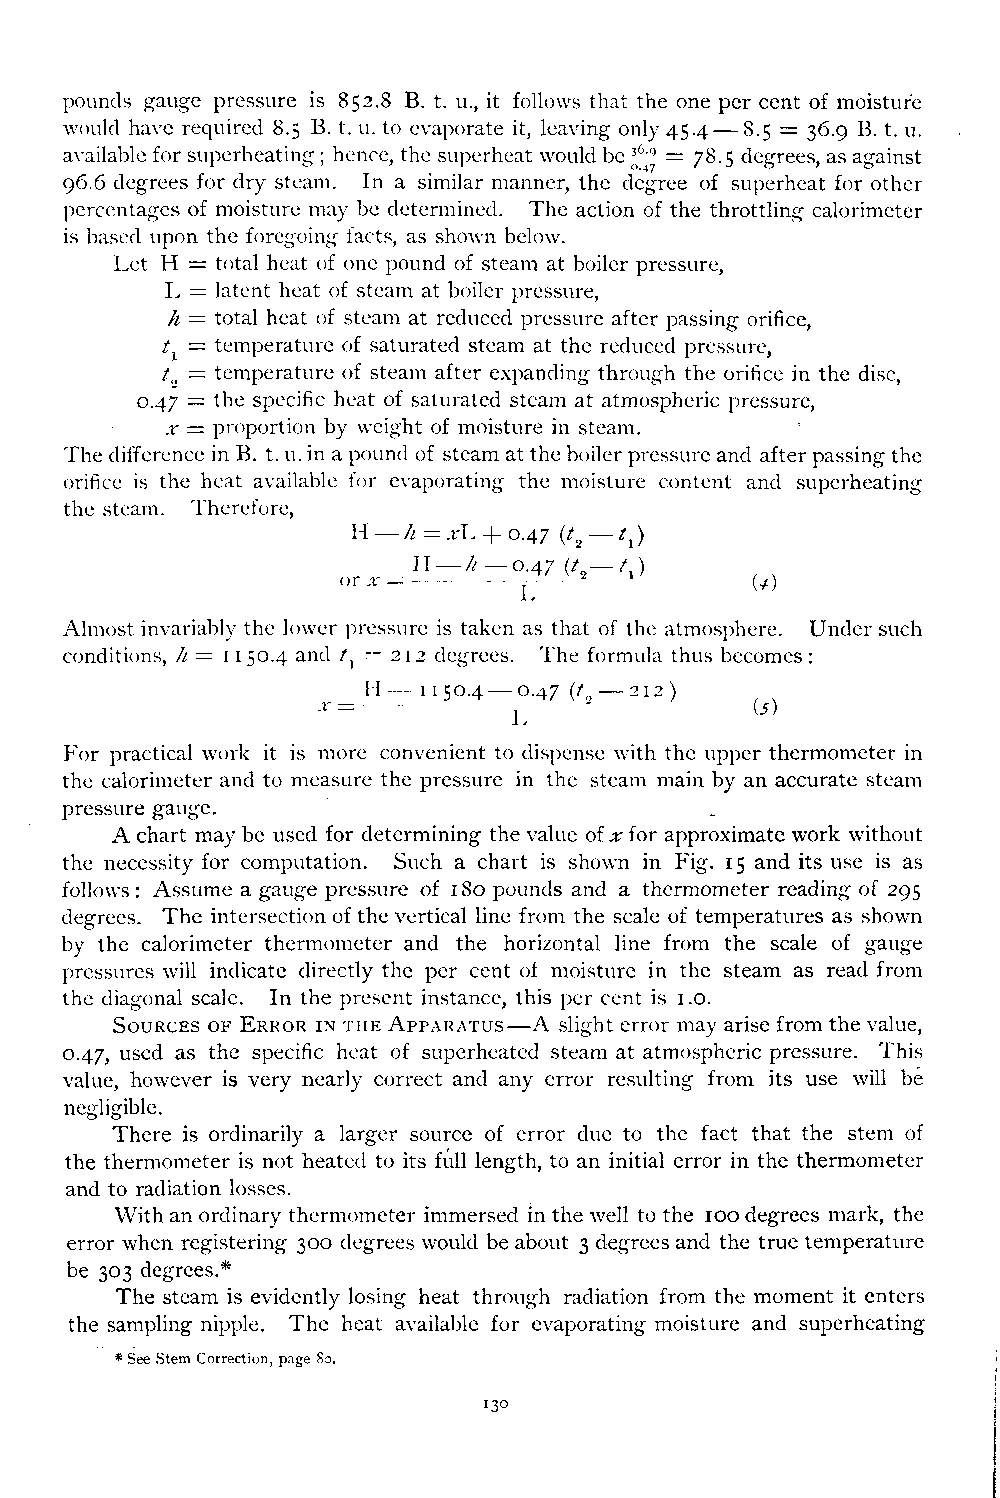 pounds gauge pressure is 852.8 B. t. u., it follows that the one per cent of moisture
would have required 8.5 B. t. u. to evaporate it, leaving only 45.4 — 8.5 = 36.9 B. t. u.
available for superheating; hence, the superheat would be 36.9/0.47 = 78.5 degrees, as against
96.6 degrees for dry steam. In a similar manner, the degree of superheat for other
percentages of moisture may be determined. The action of the throttling calorimeter
is based upon the foregoing facts, as shown below.
Let H = total heat of one pound of steam at boiler pressure,
L = latent heat of steam at boiler pressure,
h = total heat of steam at reduced pressure after passing orifice,
t₁ = temperature of saturated steam at the reduced pressure,
t₂ = temperature of steam after expanding through the orifice in the disc,
0.47 = the specific heat of saturated steam at atmospheric pressure,
x = proportion by weight of moisture in steam.
The difference in B. t. u. in a pound of steam at the boiler pressure and after passing the
orifice is the heat available for evaporating the moisture content and superheating
the steam. Therefore,
H — h = xL + 0.47 (t₂ — t₁)
H — h — 0.47 (t₂ — t₁)
or x = (4)
L
Almost invariably the lower pressure is taken as that of the atmosphere. Under such
conditions, h = 1150.4 and t₁ = 212 degrees. The formula thus becomes:
H — 1150.4 — 0.47 (t₂ — 212)
x = (5)
L
For practical work it is more convenient to dispense with the upper thermometer in
the calorimeter and to measure the pressure in the steam main by an accurate steam
pressure gauge.
A chart may be used for determining the value of x for approximate work without
the necessity for computation. Such a chart is shown in Fig. 15 and its use is as
follows: Assume a gauge pressure of 180 pounds and a thermometer reading of 295
degrees. The intersection of the vertical line from the scale of temperatures as shown
by the calorimeter thermometer and the horizontal line from the scale of gauge
pressures will indicate directly the per cent of moisture in the steam as read from
the diagonal scale. In the present instance, this per cent is 1.0.
SOURCES OF ERROR IN THE APPARATUS—A slight error may arise from the value,
0.47, used as the specific heat of superheated steam at atmospheric pressure. This
value, however is very nearly correct and any error resulting from its use will be
negligible.
There is ordinarily a larger source of error due to the fact that the stem of
the thermometer is not heated to its full length, to an initial error in the thermometer
and to radiation losses.
With an ordinary thermometer immersed in the well to the 100 degrees mark, the
error when registering 300 degrees would be about 3 degrees and the true temperature
be 303 degrees.*
The steam is evidently losing heat through radiation from the moment it enters
the sampling nipple. The heat available for evaporating moisture and superheating
* See Stem Correction, page 80.
130